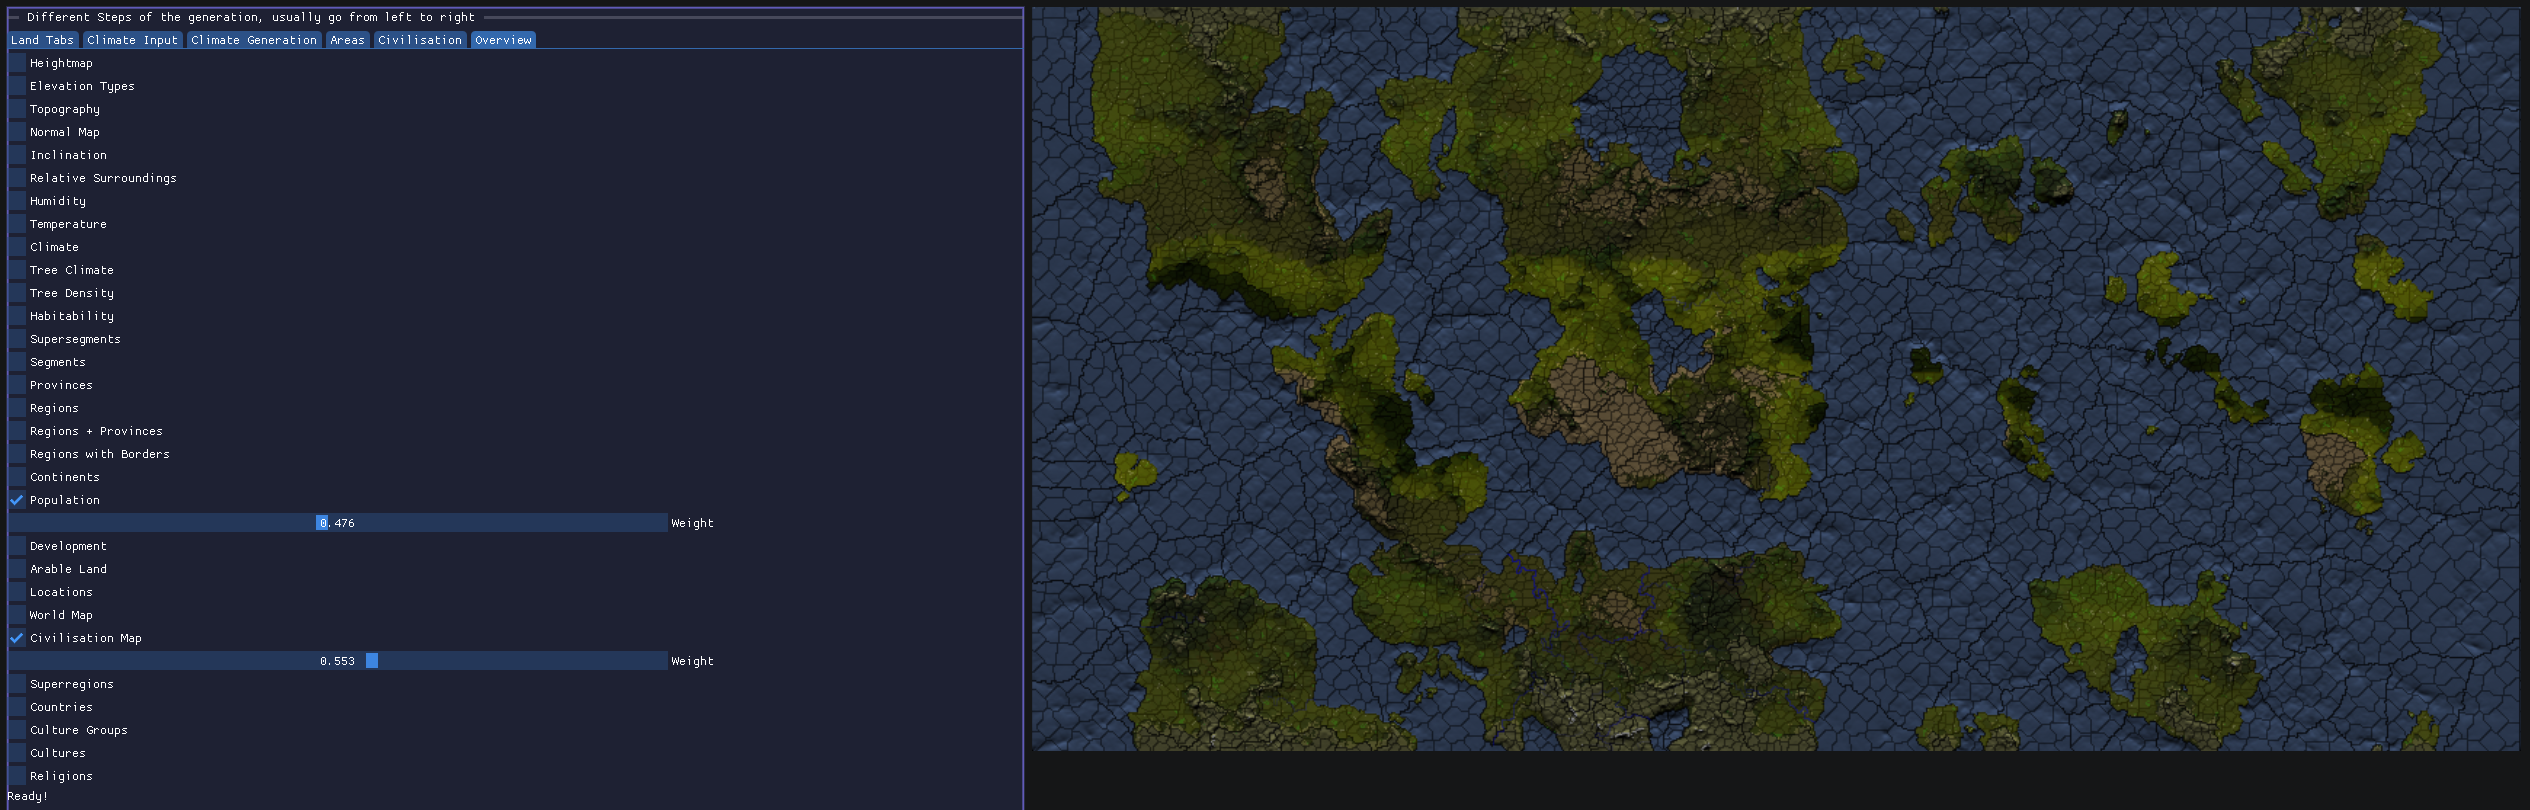 Different Steps of the generation, usually go from left to right
Land Tabs Climate Input Climate Generation Areas Civilisation Overview
Heightmap
Elevation Types
Topography
Normal Map
Inclination
Relative Surroundings
Humidity
Temperature
Climate
Tree Climate
Tree Density
Habitability
Supersegments
Segments
Provinces
Regions
Regions + Provinces
Regions with Borders
Continents
Population
0.476 Weight
Development
Arable Land
Locations
World Map
Civilisation Map
0.553 Weight
Superregions
Countries
Culture Groups
Cultures
Religions
Ready!